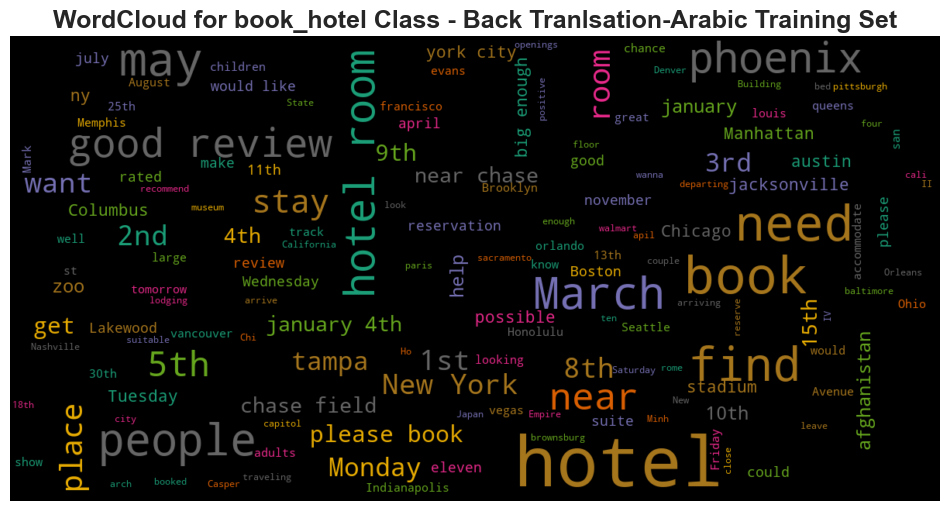 WordCloud for book_hotel Class - Back Tranlsation-Arabic Training Set
july
may
children
August
would like
ny
25th
State
Memphis
york city
evans
openings
francisco
april
big enough
positive
hotel room
room
chance
Denver
phoenix
Building
bed
pittsburgh
january
louis
queens
great
four
san
Mark
good review
make
11th
9th
want
rated
recommend
stay
near chase
Brooklyn
floor
good
wanna
Manhattan
3rd
austin
departing
jacksonville
cali
II
Columbus
museum
look
november
well
2nd
4th
track
California
reservation
enough
walmart
apil
Chicago
need
accommodate
please
large
review
orlando
know
13th
couple
st
zoo
tomorrow
lodging
Wednesday
paris
sacramento
help
Boston
book
Orleans
baltimore
arrive
March
arriving
reserve
15th
IV
Ohio
get
Lakewood
vancouver
suitable
Chi
january 4th
possible
Honolulu
ten
Seattle
would
Nashville
5th
tampa
Ho
1st
looking
8th
Saturday
rome
find
stadium
afghanistan
30th
Tuesday
New York
near
New
Avenue
18th
place
city
chase field
capitol
vegas
Empire
Japan
suite
Minh
10th
leave
people
adults
please book
brownsburg
Friday
close
show
arch
booked
Casper
traveling
Monday
eleven
Indianapolis
hotel
could